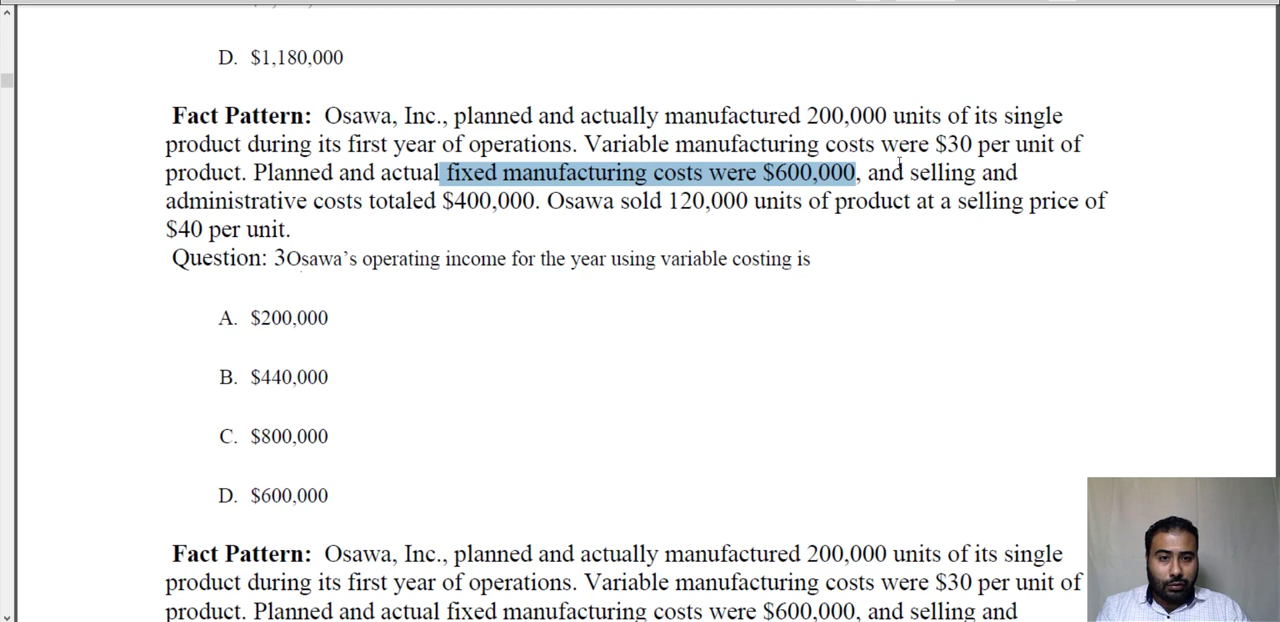 D. $1,180,000
Fact Pattern: Osawa, Inc., planned and actually manufactured 200,000 units of its single
product during its first year of operations. Variable manufacturing costs were $30 per unit of
product. Planned and actual fixed manufacturing costs were $600,000, and selling and
administrative costs totaled $400,000. Osawa sold 120,000 units of product at a selling price of
$40 per unit.
Question: 3Osawa’s operating income for the year using variable costing is
A. $200,000
B. $440,000
C. $800,000
D. $600,000
Fact Pattern: Osawa, Inc., planned and actually manufactured 200,000 units of its single
product during its first year of operations. Variable manufacturing costs were $30 per unit of
product. Planned and actual fixed manufacturing costs were $600,000, and selling and